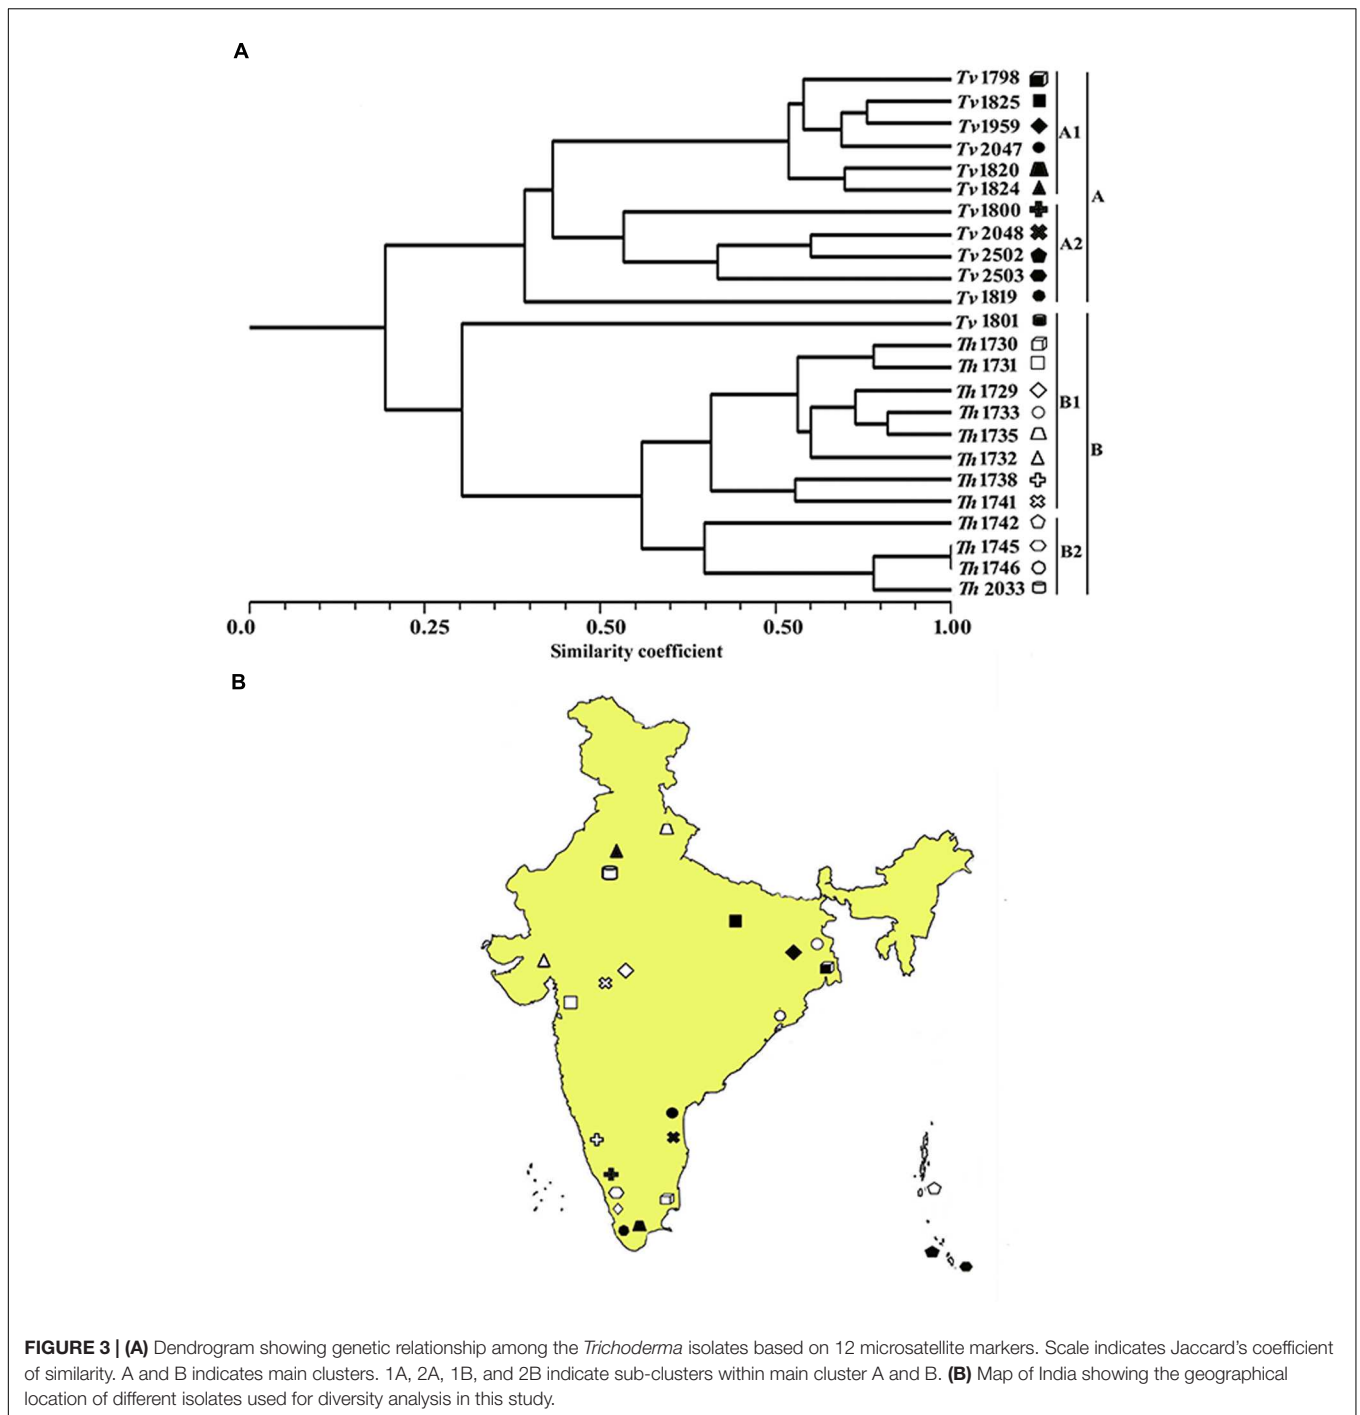 A
Tv 1798
Tv 1825
Tv 1959
Tv 2047
Tv 1820
Tv 1824
Tv 1800
Tv 2048
Tv 2502
Tv 2503
Tv 1819
Tv 1801
Th 1730
Th 1731
Th 1729
Th 1733
Th 1735
Th 1732
Th 1738
Th 1741
Th 1742
Th 1745
Th 1746
Th 2033
A1
A2
A
B1
B2
B
0.0 0.25 0.50 0.50 1.00
Similarity coefficient
B
FIGURE 3 | (A) Dendrogram showing genetic relationship among the Trichoderma isolates based on 12 microsatellite markers. Scale indicates Jaccard's coefficient
of similarity. A and B indicates main clusters. 1A, 2A, 1B, and 2B indicate sub-clusters within main cluster A and B. (B) Map of India showing the geographical
location of different isolates used for diversity analysis in this study.